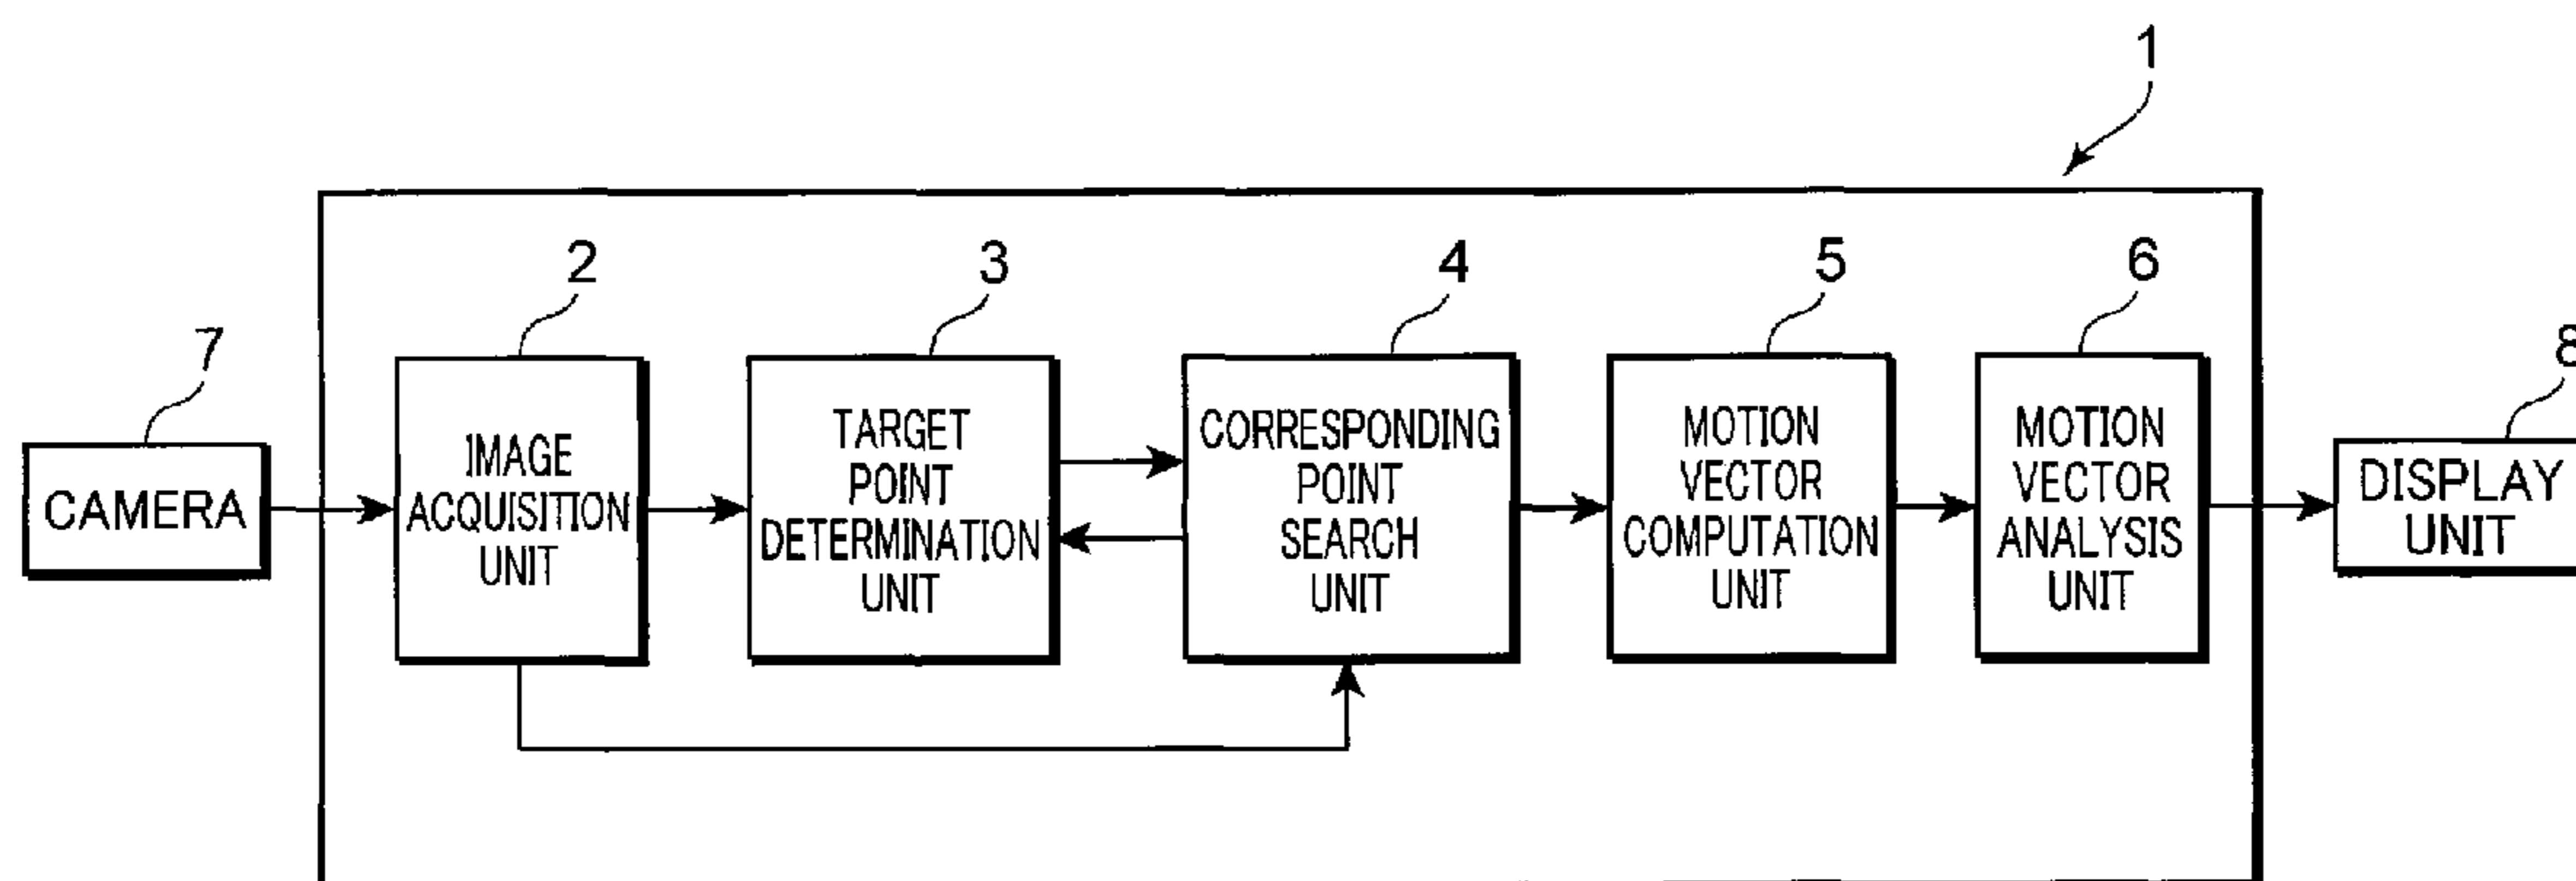 1
2
3
4
5
6
7
8
CAMERA
IMAGE
ACQUISITION
UNIT
TARGET
POINT
DETERMINATION
UNIT
CORRESPONDING
POINT
SEARCH
UNIT
MOTION
VECTOR
COMPUTATION
UNIT
MOTION
VECTOR
ANALYSIS
UNIT
DISPLAY
UNIT